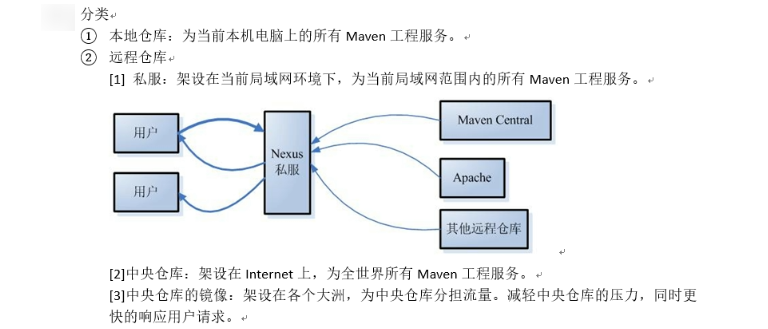 分类
① 本地仓库：为当前本机电脑上的所有 Maven 工程服务。
② 远程仓库
[1] 私服：架设在当前局域网环境下，为当前局域网范围内的所有 Maven 工程服务。
用户
用户
Nexus
私服
Maven Central
Apache
其他远程仓库
[2]中央仓库：架设在 Internet 上，为全世界所有 Maven 工程服务。
[3]中央仓库的镜像：架设在各个大洲，为中央仓库分担流量。减轻中央仓库的压力，同时更
快的响应用户请求。